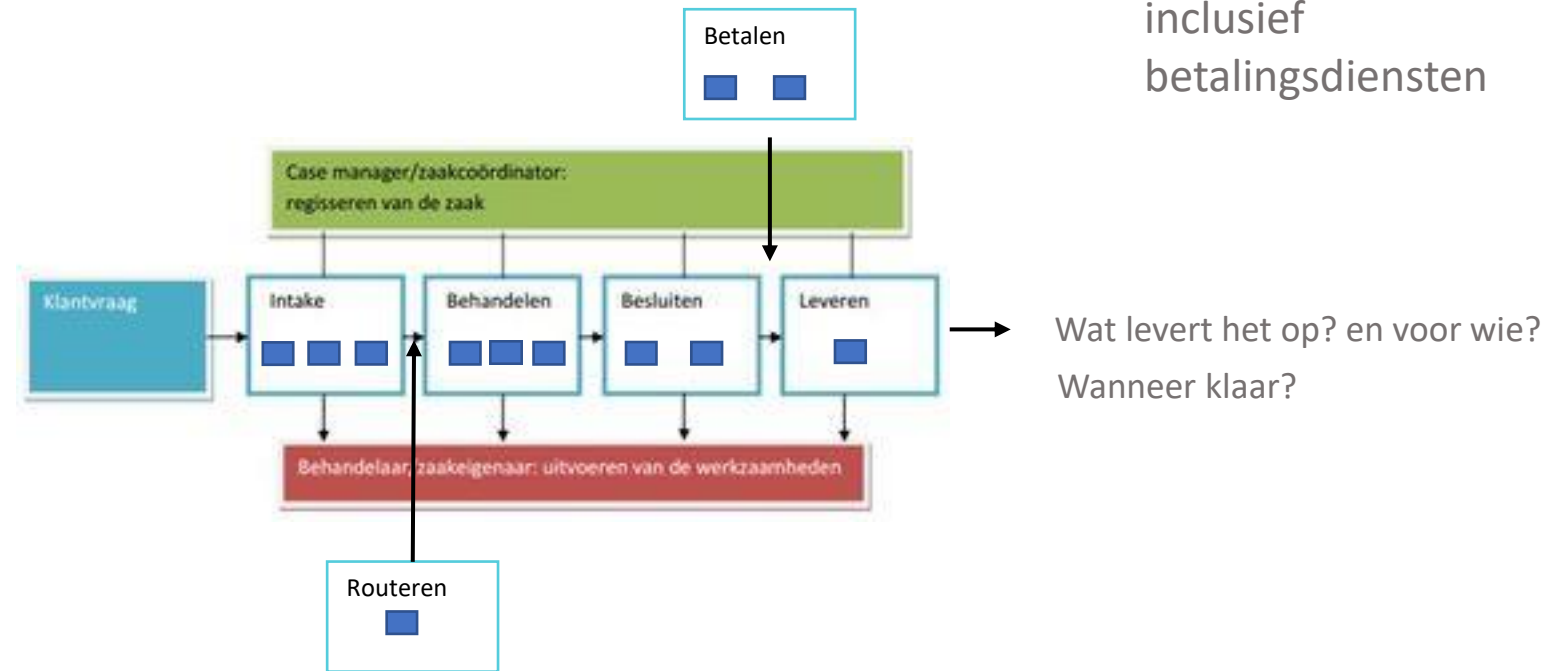 inclusief
betalingsdiensten
Betalen
Case manager/zaakcoördinator:
regisseren van de zaak
Klantvraag
Intake
Behandelen
Besluiten
Leveren
Wat levert het op? en voor wie?
Wanneer klaar?
Behandelaar/zaakeigenaar: uitvoeren van de werkzaamheden
Routeren